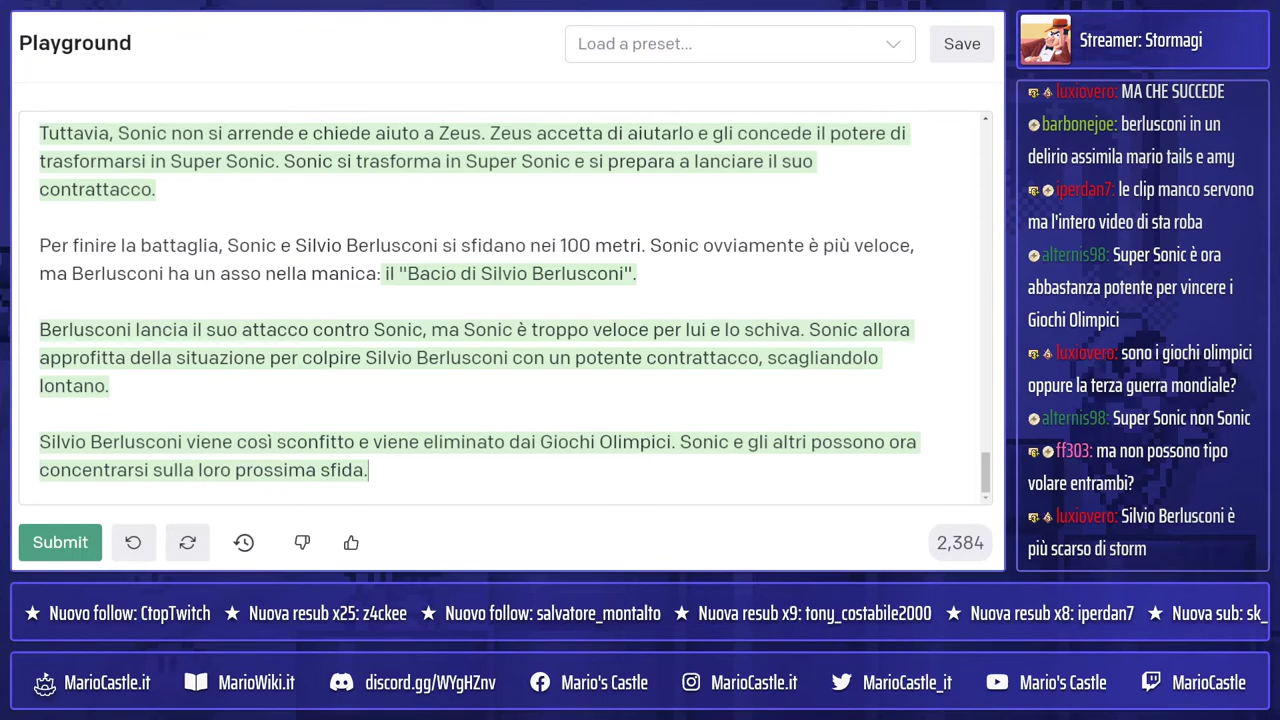 Playground
Load a preset...
Save
Tuttavia, Sonic non si arrende e chiede aiuto a Zeus. Zeus accetta di aiutarlo e gli concede il potere di
trasformarsi in Super Sonic. Sonic si trasforma in Super Sonic e si prepara a lanciare il suo
contrattacco.
Per finire la battaglia, Sonic e Silvio Berlusconi si sfidano nei 100 metri. Sonic ovviamente è più veloce,
ma Berlusconi ha un asso nella manica: il "Bacio di Silvio Berlusconi".
Berlusconi lancia il suo attacco contro Sonic, ma Sonic è troppo veloce per lui e lo schiva. Sonic allora
approfitta della situazione per colpire Silvio Berlusconi con un potente contrattacco, scagliandolo
lontano.
Silvio Berlusconi viene così sconfitto e viene eliminato dai Giochi Olimpici. Sonic e gli altri possono ora
concentrarsi sulla loro prossima sfida.
Submit
2,384
Streamer: Stormagi
luxiovero: MA CHE SUCCEDE
barbonejoe: berlusconi in un
delirio assimila mario tails e amy
iperdan7: le clip manco servono
ma l'intero video di sta roba
alternis98: Super Sonic è ora
abbastanza potente per vincere i
Giochi Olimpici
luxiovero: sono i giochi olimpici
oppure la terza guerra mondiale?
alternis98: Super Sonic non Sonic
ff303: ma non possono tipo
volare entrambi?
luxiovero: Silvio Berlusconi è
più scarso di storm
★ Nuovo follow: CtopTwitch ★ Nuova resub x25: z4ckee ★ Nuovo follow: salvatore_montalto ★ Nuova resub x9: tony_costabile2000 ★ Nuova resub x8: iperdan7 ★ Nuova sub: sk_
MarioCastle.it MarioWiki.it discord.gg/WYgHZnv Mario's Castle MarioCastle.it MarioCastle_it Mario's Castle MarioCastle